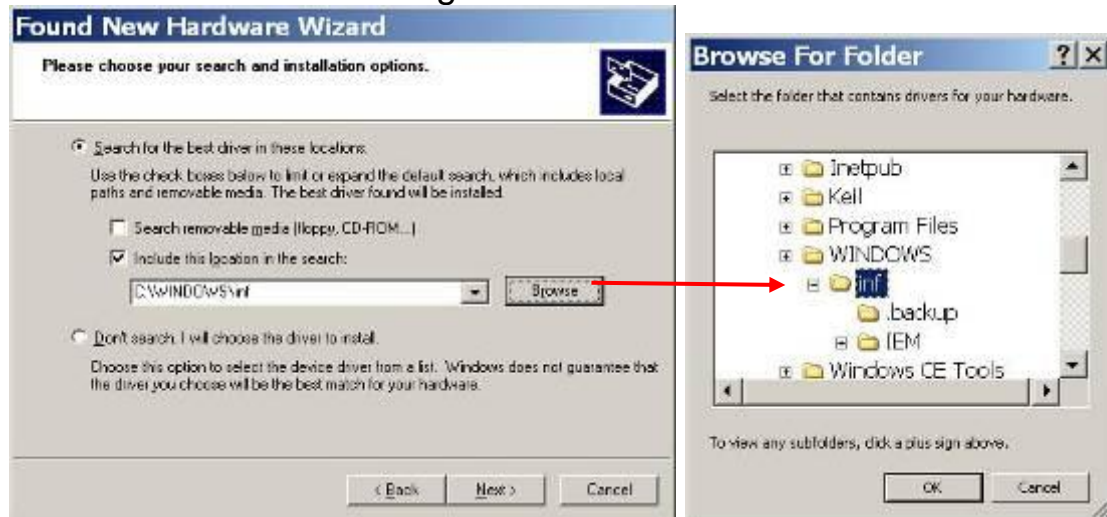 Found New Hardware Wizard
Please choose your search and installation options.
Search for the best driver in these locations.
Use the check boxes below to limit or expand the default search, which includes local
paths and removable media. The best driver found will be installed.
Search removable media (floppy, CD-ROM...)
Include this location in the search:
C:\WINDOWS\inf
Browse
Don't search. I will choose the driver to install.
Choose this option to select the device driver from a list. Windows does not guarantee that
the driver you choose will be the best match for your hardware.
< Back
Next >
Cancel
Browse For Folder
Select the folder that contains drivers for your hardware.
Inetpub
Keil
Program Files
WINDOWS
inf
.backup
IEM
Windows CE Tools
To view any subfolders, click a plus sign above.
OK
Cancel